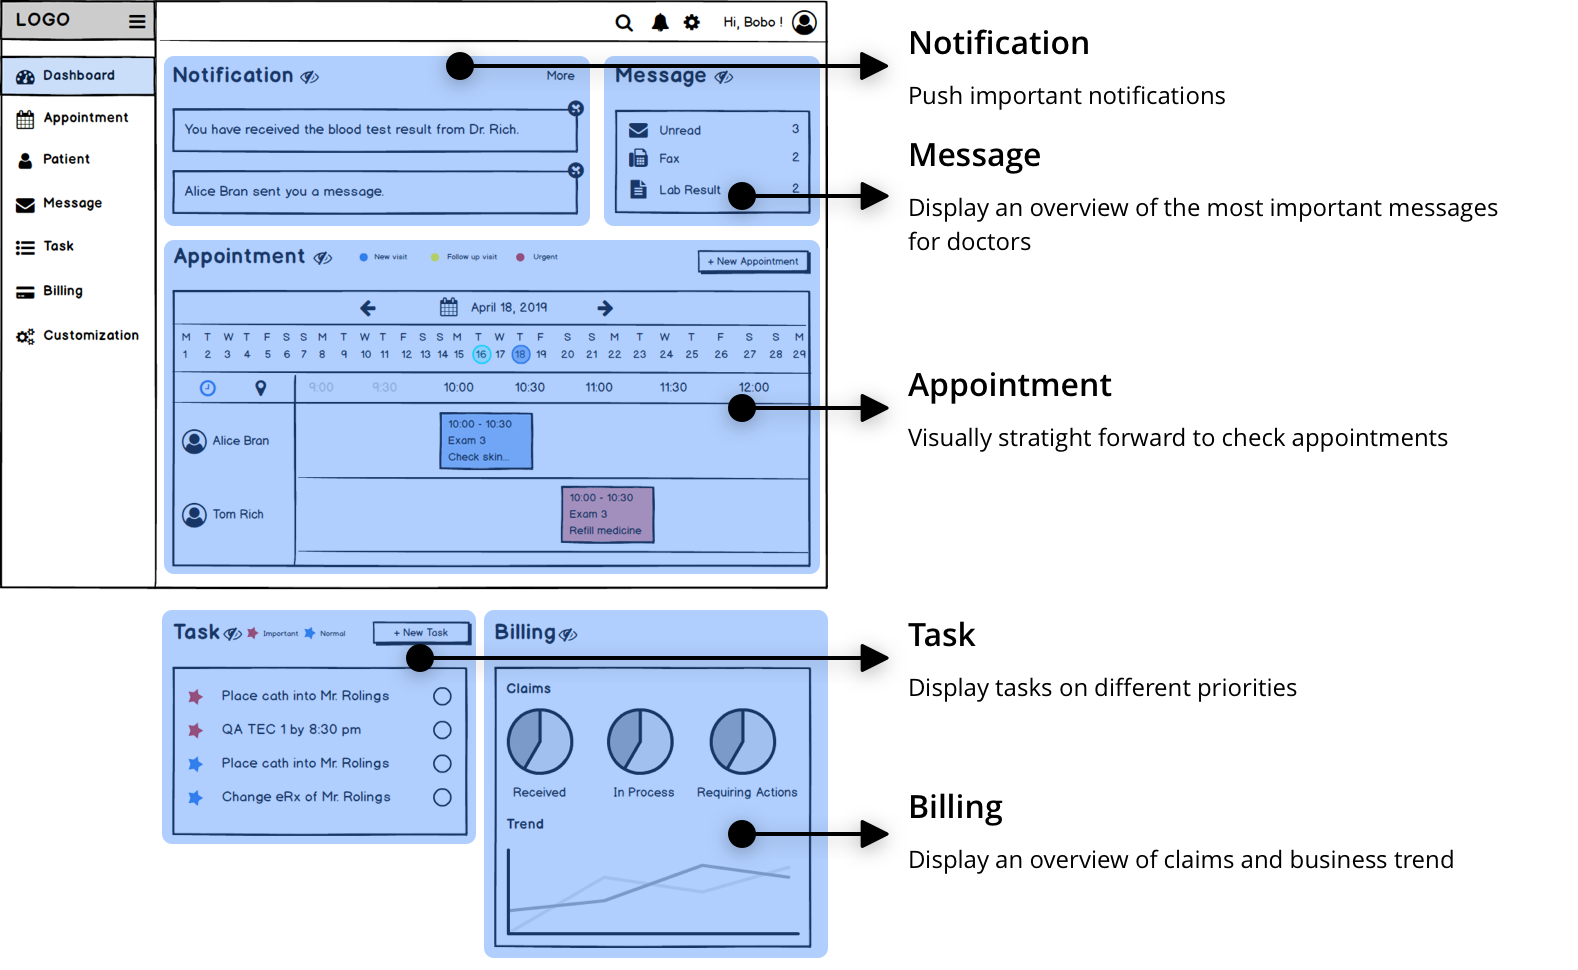 LOGO
Hi, Bobo !
Dashboard
Appointment
Patient
Message
Task
Billing
Customization
Notification
More
You have received the blood test result from Dr. Rich.
Alice Bran sent you a message.
Message
Unread 3
Fax 2
Lab Result 2
Appointment
New visit
Follow up visit
Urgent
+ New Appointment
April 18, 2019
M T W T F S S M T W T F S S M T W T F S S M T W T F S S M
1 2 3 4 5 6 7 8 9 10 11 12 13 14 15 16 17 18 19 20 21 22 23 24 25 26 27 28 29
9:00 9:30 10:00 10:30 11:00 11:30 12:00
Alice Bran
10:00 - 10:30
Exam 3
Check skin...
Tom Rich
10:00 - 10:30
Exam 3
Refill medicine
Task
Important
Normal
+ New Task
Place cath into Mr. Rolings
QA TEC 1 by 8:30 pm
Place cath into Mr. Rolings
Change eRx of Mr. Rolings
Billing
Claims
Received
In Process
Requiring Actions
Trend
Notification
Push important notifications
Message
Display an overview of the most important messages
for doctors
Appointment
Visually stratight forward to check appointments
Task
Display tasks on different priorities
Billing
Display an overview of claims and business trend